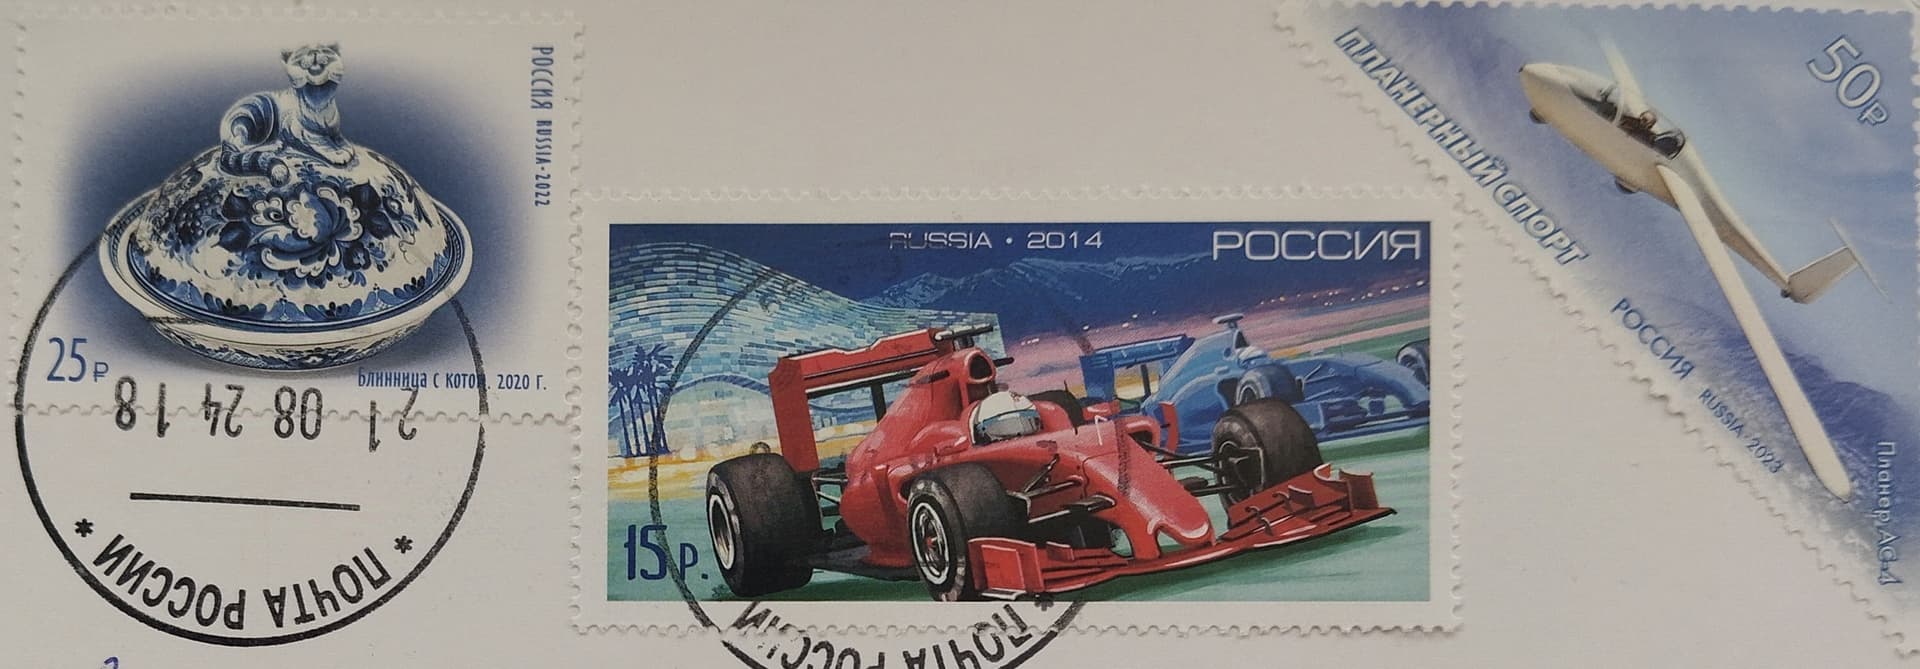 РОССИЯ RUSSIA-2022
25₽
Блинница с котом. 2020 г.
21 08 24 18
* ПОЧТА РОССИИ *
RUSSIA • 2014
РОССИЯ
15 р.
ПОЧТА РОССИИ *
50₽
ПЛАНЕРНЫЙ СПОРТ
РОССИЯ RUSSIA • 2023
Планер АС-4